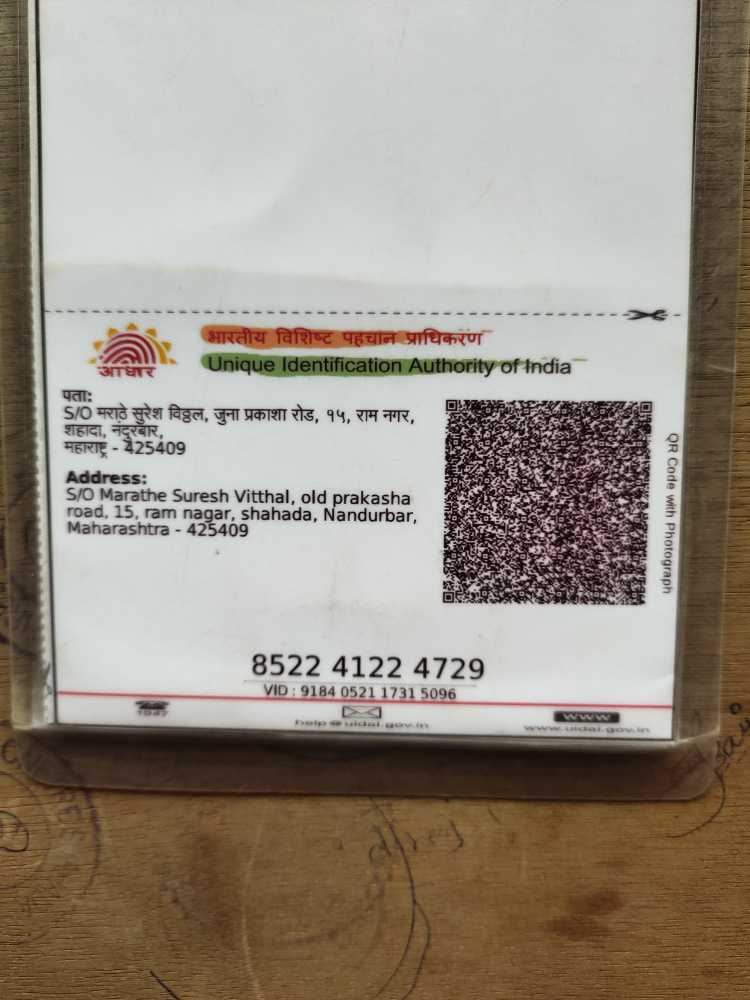 आधार
भारतीय विशिष्ट पहचान प्राधिकरण
Unique Identification Authority of India
पता:
S/O मराठे सुरेश विठ्ठल, जुना प्रकाशा रोड, १५, राम नगर,
शहादा, नंदुरबार,
महाराष्ट्र - 425409
Address:
S/O Marathe Suresh Vitthal, old prakasha
road, 15, ram nagar, shahada, Nandurbar,
Maharashtra - 425409
QR Code with Photograph
8522 4122 4729
VID : 9184 0521 1731 5096
1947
help@uidai.gov.in
www
www.uidai.gov.in